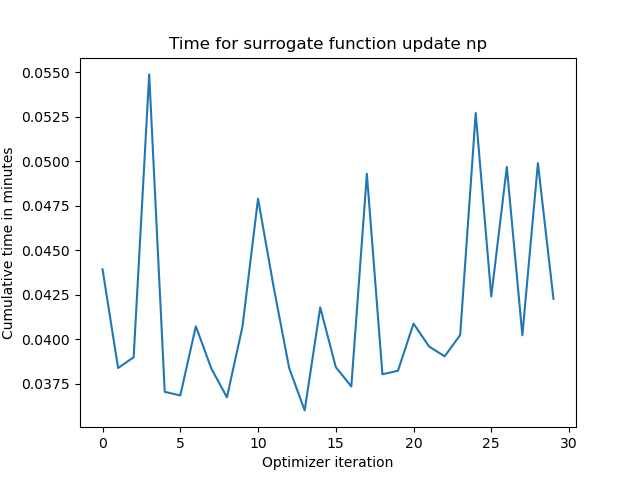 Time for surrogate function update np
0.0550
0.0525
0.0500
0.0475
0.0450
0.0425
0.0400
0.0375
Cumulative time in minutes
0 5 10 15 20 25 30
Optimizer iteration